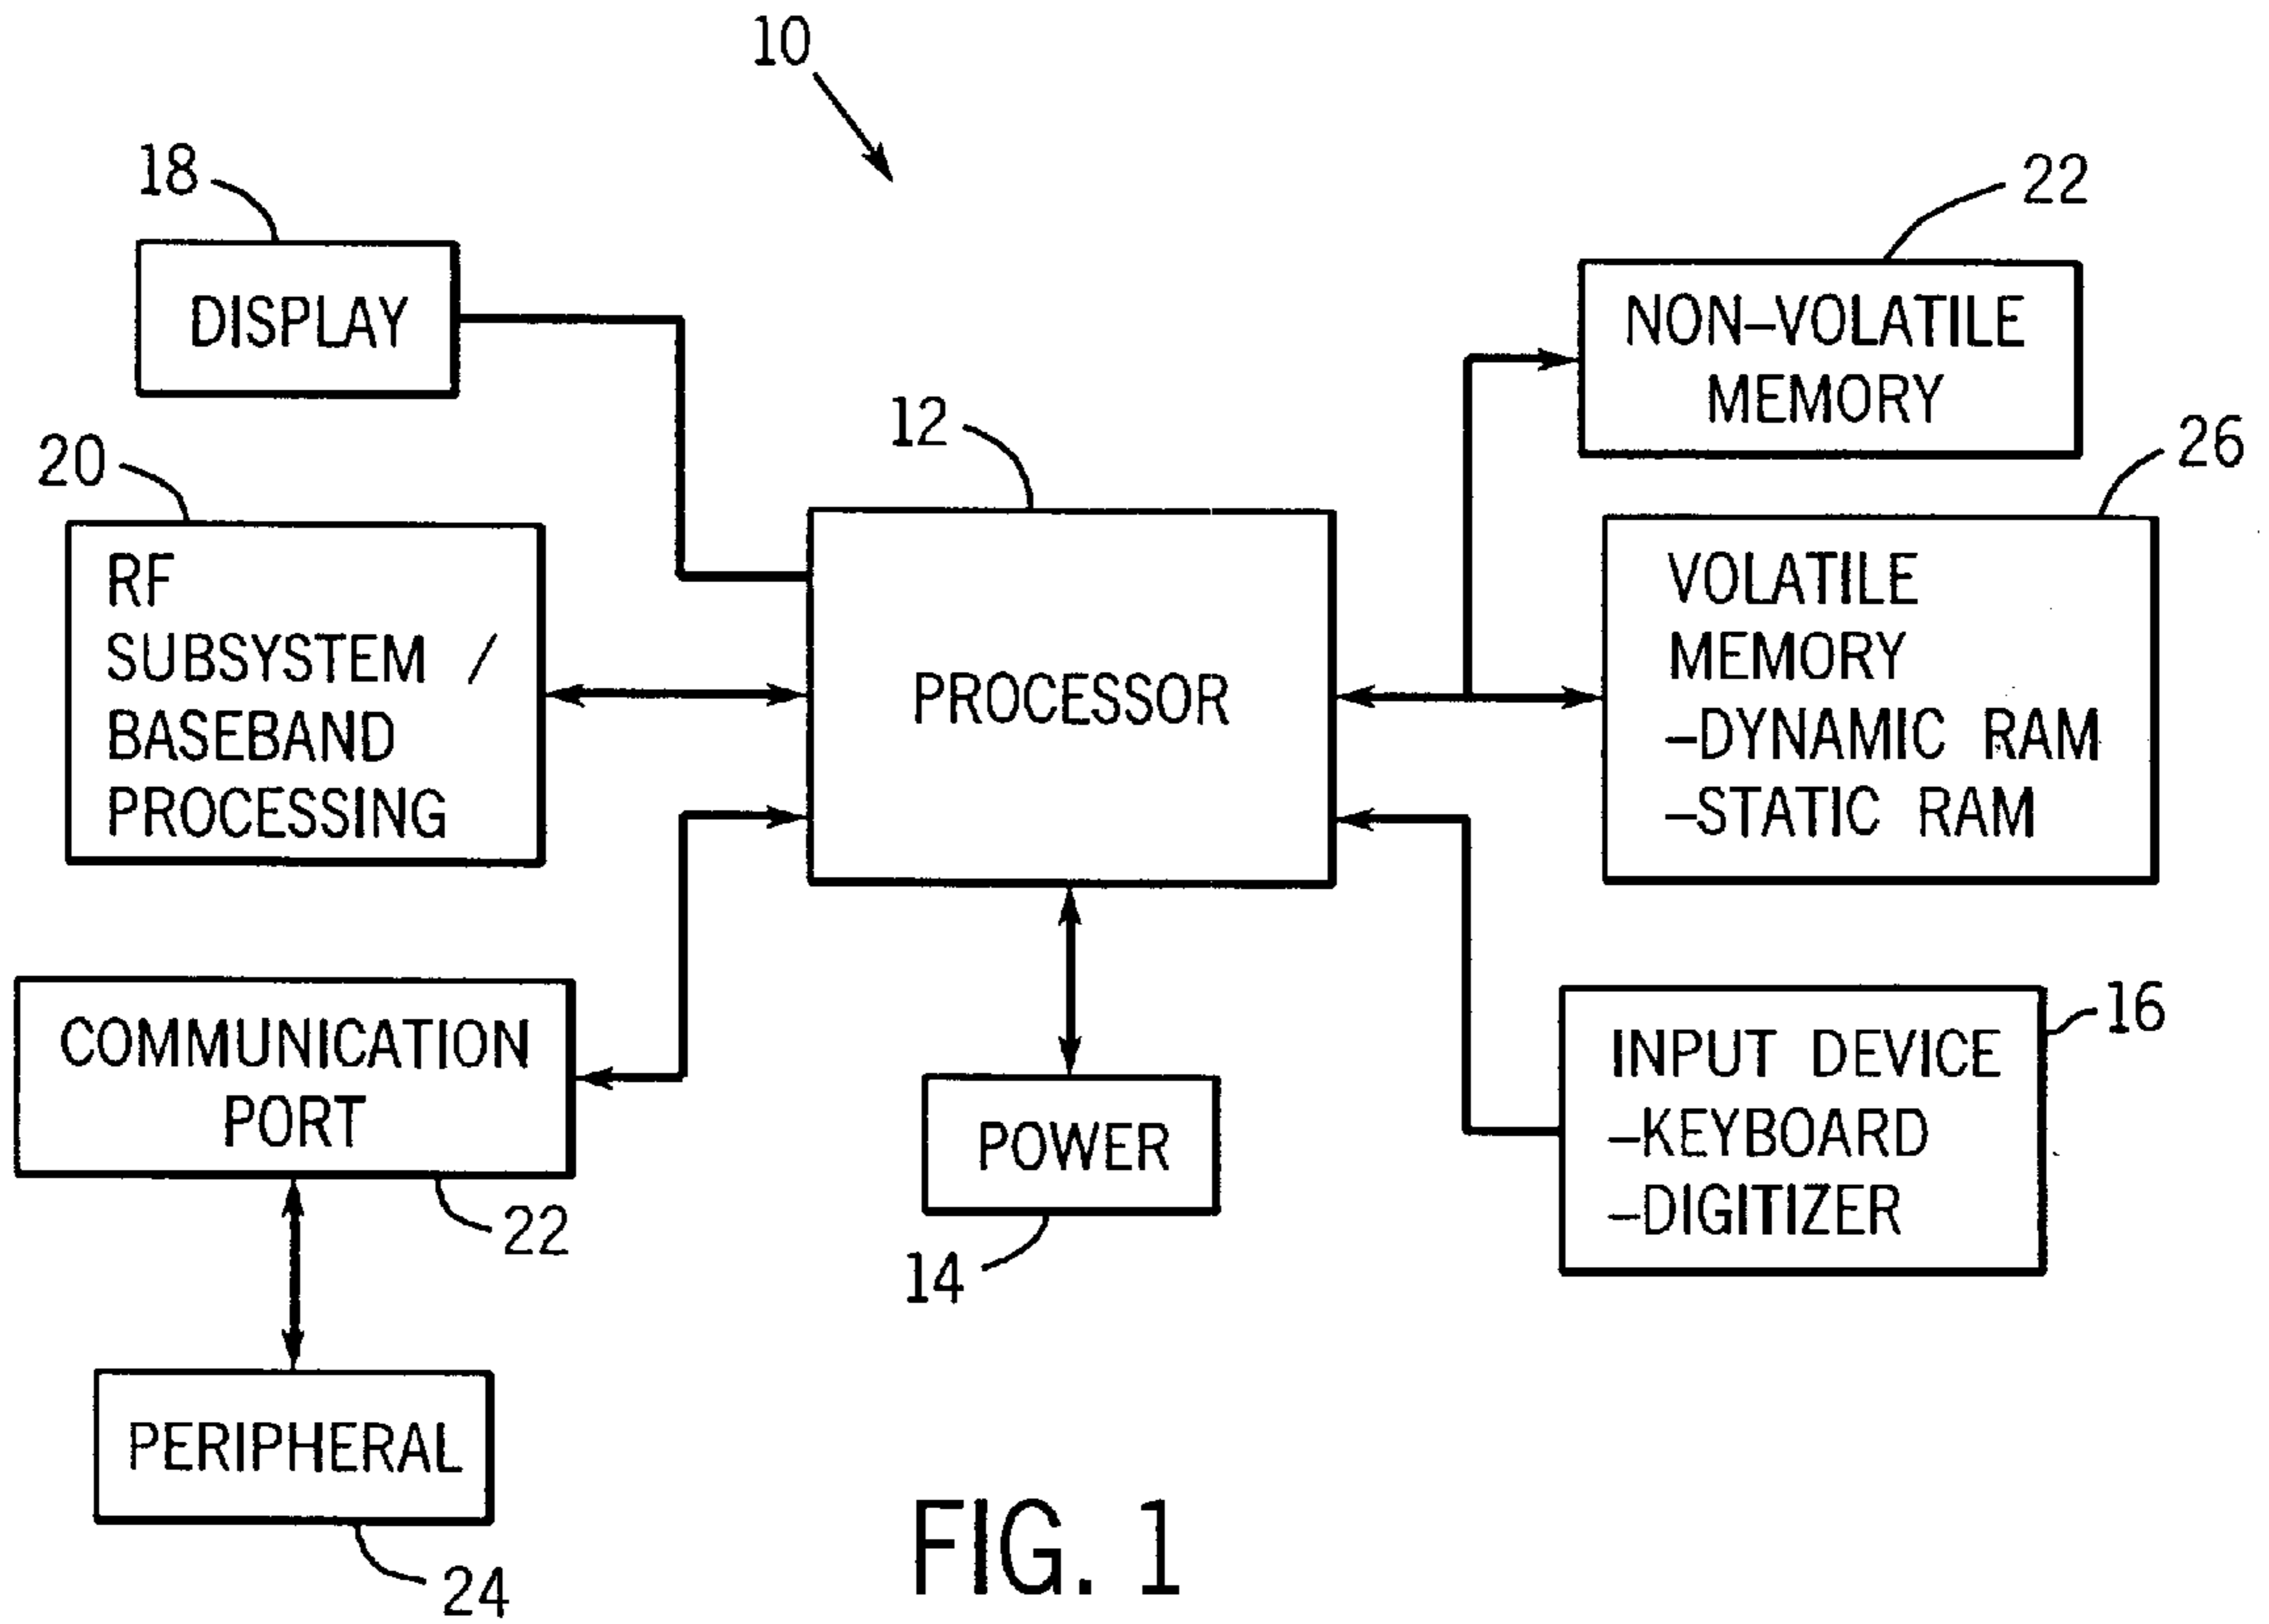 10
18
DISPLAY
22
NON-VOLATILE
MEMORY
20
RF
SUBSYSTEM /
BASEBAND
PROCESSING
12
PROCESSOR
26
VOLATILE
MEMORY
-DYNAMIC RAM
-STATIC RAM
COMMUNICATION
PORT
22
POWER
14
16
INPUT DEVICE
-KEYBOARD
-DIGITIZER
PERIPHERAL
24
FIG. 1